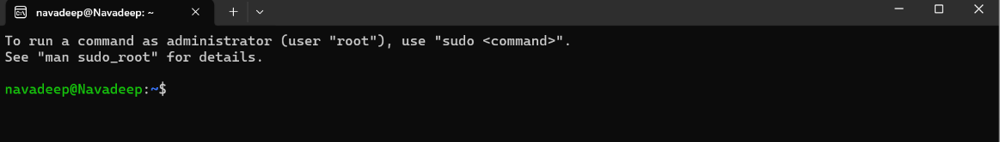 navadeep@Navadeep: ~
To run a command as administrator (user "root"), use "sudo <command>".
See "man sudo_root" for details.
navadeep@Navadeep:~$